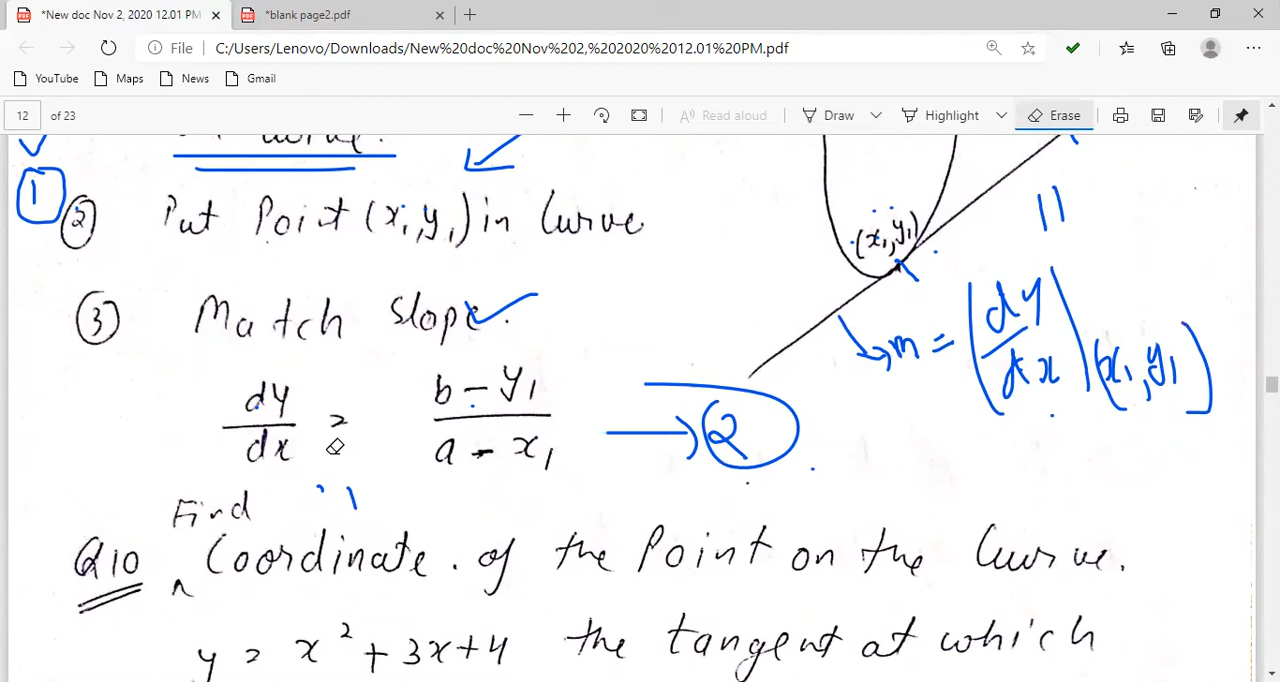 *New doc Nov 2, 2020 12.01 PM
*blank page2.pdf
File C:/Users/Lenovo/Downloads/New%20doc%20Nov%202,%202020%2012.01%20PM.pdf
YouTube Maps News Gmail
12 of 23 Read aloud Draw Highlight Erase
Curve.
1 ② Put Point (x1,y1) in Curve
(x1,y1)
③ Match Slope.
m = (dy/dx)(x1,y1)
dy/dx = b - y1/a - x1 → 2
Find
Q10 Coordinate. of the Point on the Curve.
y = x² + 3x + 4 the tangent at which